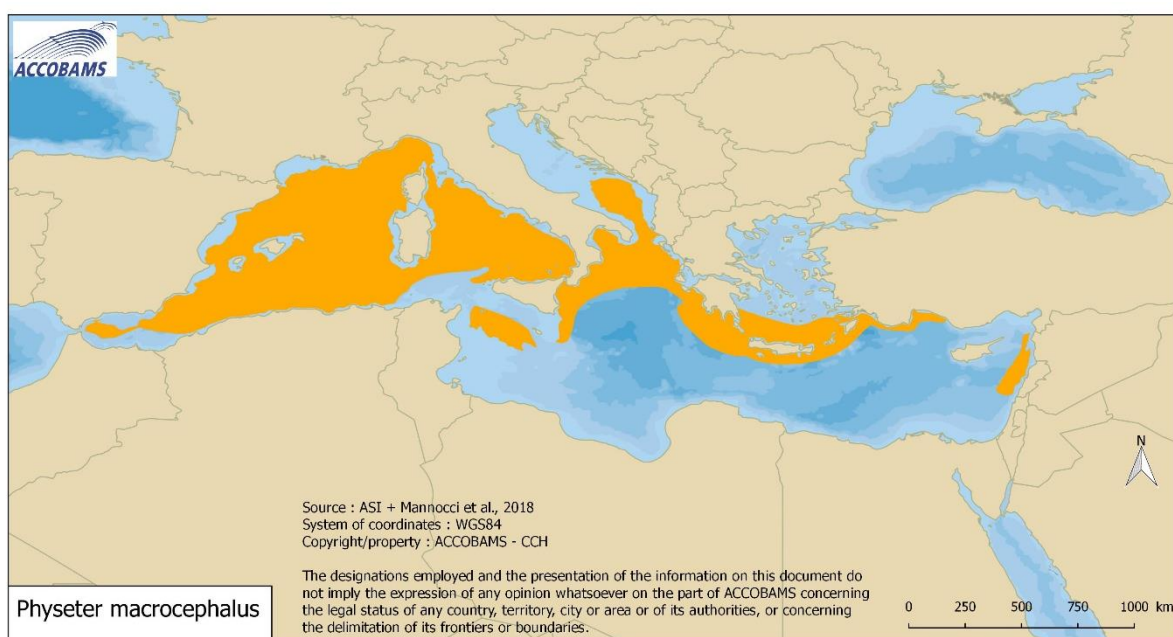 ACCOBAMS
Source : ASI + Mannocci et al., 2018
System of coordinates : WGS84
Copyright/property : ACCOBAMS - CCH
The designations employed and the presentation of the information on this document do
not imply the expression of any opinion whatsoever on the part of ACCOBAMS concerning
the legal status of any country, territory, city or area or of its authorities, or concerning
the delimitation of its frontiers or boundaries.
Physeter macrocephalus
N
0 250 500 750 1000 km